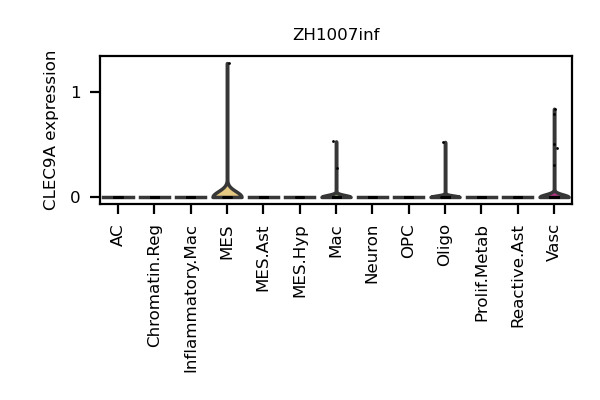 ZH1007inf
CLEC9A expression
1
0
AC
Chromatin.Reg
Inflammatory.Mac
MES
MES.Ast
MES.Hyp
Mac
Neuron
OPC
Oligo
Prolif.Metab
Reactive.Ast
Vasc